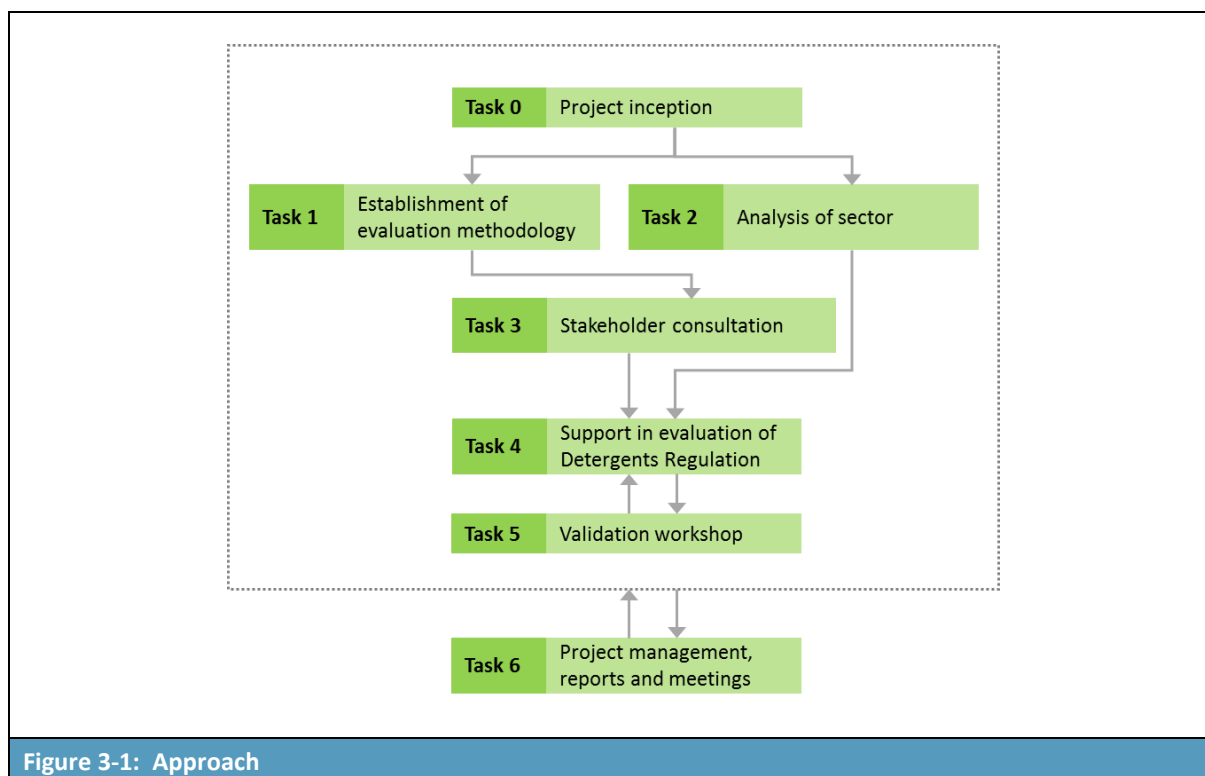 Task 0 Project inception
Task 1 Establishment of
evaluation methodology
Task 2 Analysis of sector
Task 3 Stakeholder consultation
Task 4 Support in evaluation of
Detergents Regulation
Task 5 Validation workshop
Task 6 Project management,
reports and meetings
Figure 3-1: Approach